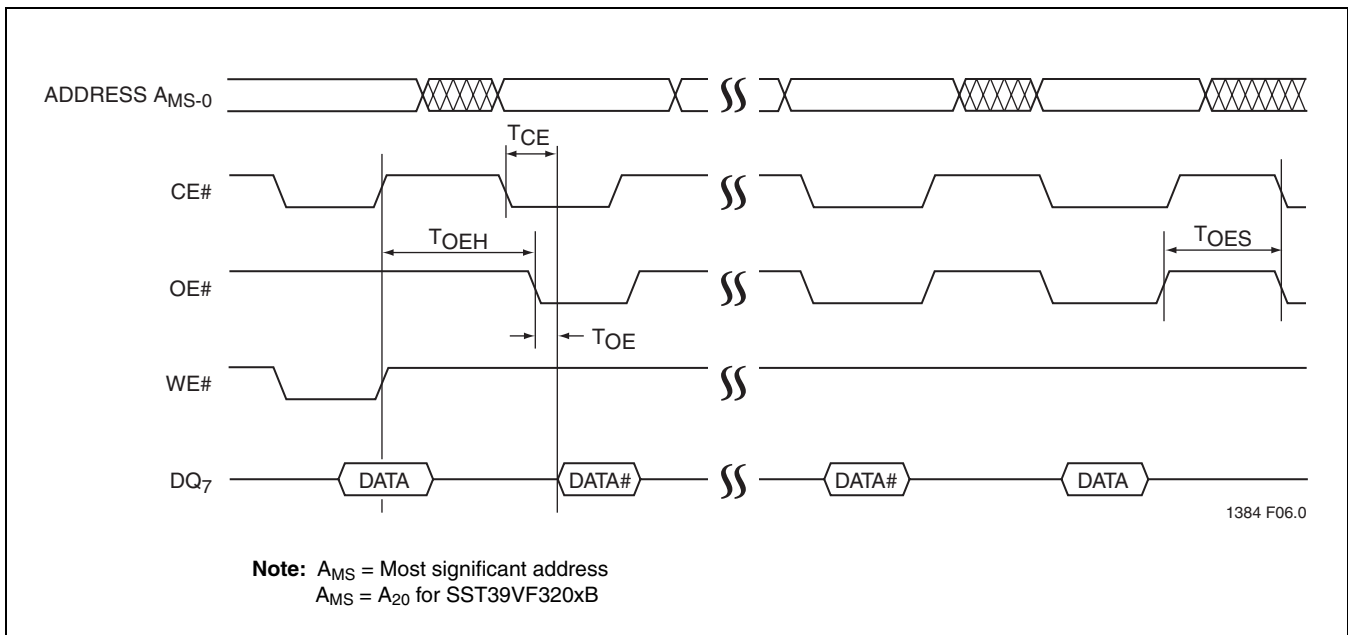 ADDRESS AMS-0
TCE
CE#
TOEH
TOES
OE#
TOE
WE#
DQ7
DATA
DATA#
DATA#
DATA
1384 F06.0
Note: AMS = Most significant address
AMS = A20 for SST39VF320xB